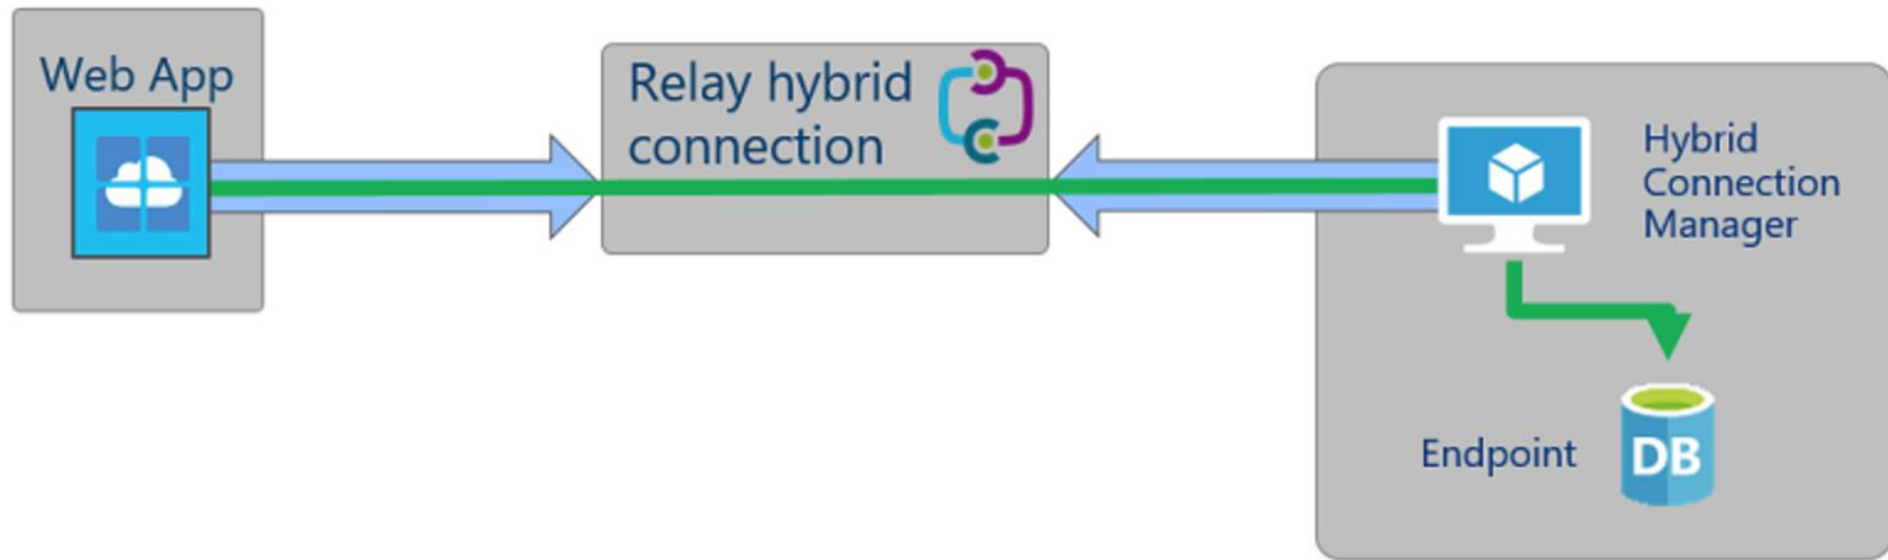 Web App
Relay hybrid
connection
Hybrid
Connection
Manager
Endpoint
DB